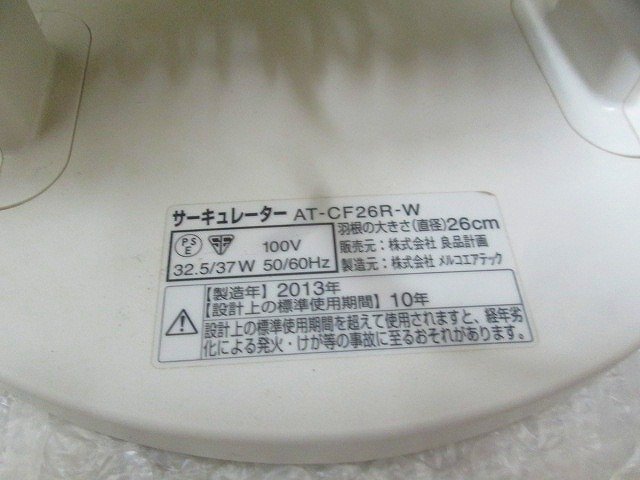 サーキュレーター AT-CF26R-W
PSE 100V
32.5/37W 50/60Hz
羽根の大きさ(直径)26cm
販売元:株式会社 良品計画
製造元:株式会社 メルコエアテック
【製造年】2013年
【設計上の標準使用期間】10年
設計上の標準使用期間を超えて使用されますと、経年劣
化による発火・けが等の事故に至るおそれがあります。